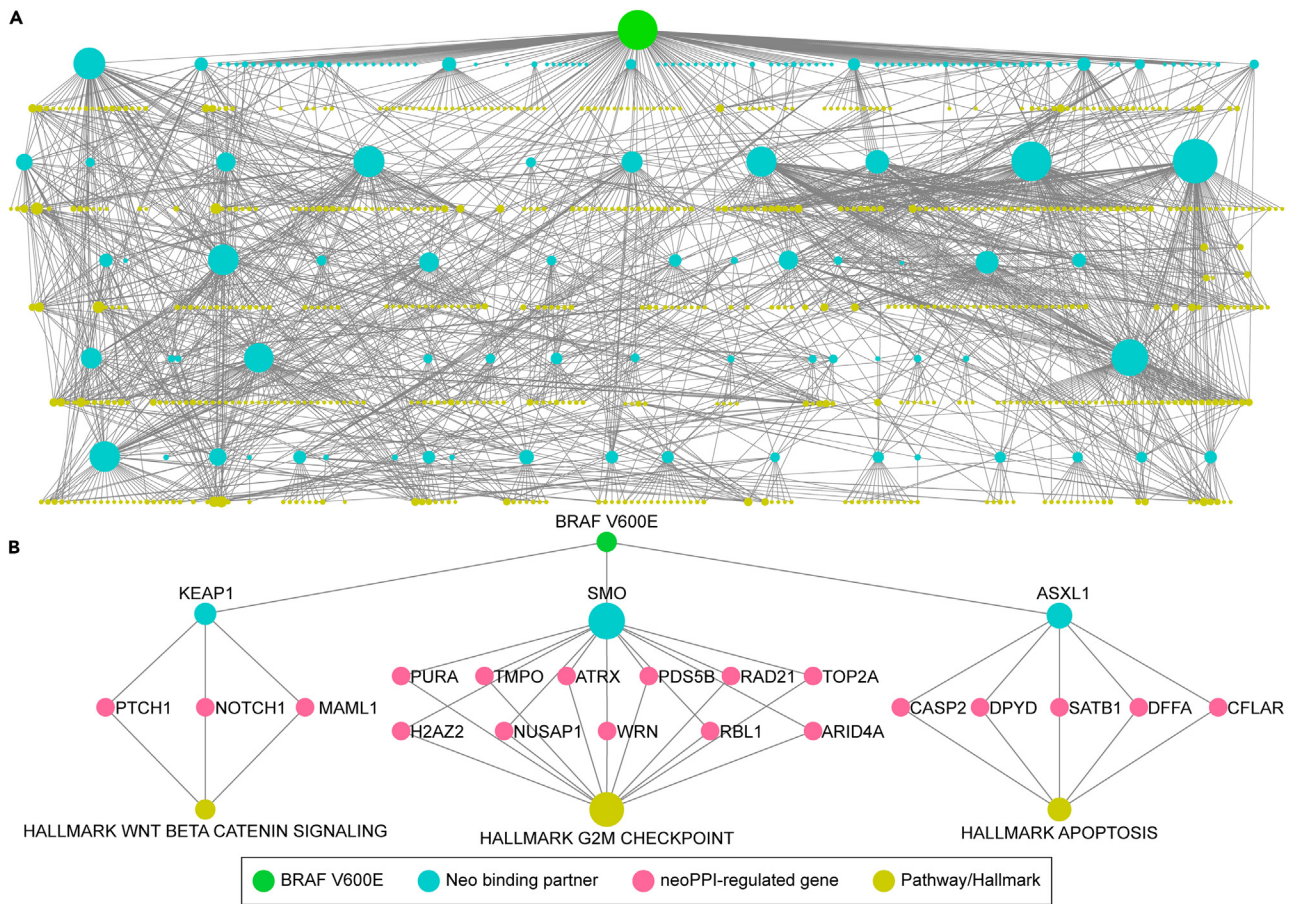 A
BRAF V600E
B
KEAP1
SMO
ASXL1
PURA
TMPO
ATRX
PDS5B
RAD21
TOP2A
PTCH1
NOTCH1
MAML1
CASP2
DPYD
SATB1
DFFA
CFLAR
H2AZ2
NUSAP1
WRN
RBL1
ARID4A
HALLMARK WNT BETA CATENIN SIGNALING
HALLMARK G2M CHECKPOINT
HALLMARK APOPTOSIS
BRAF V600E
Neo binding partner
neoPPI-regulated gene
Pathway/Hallmark